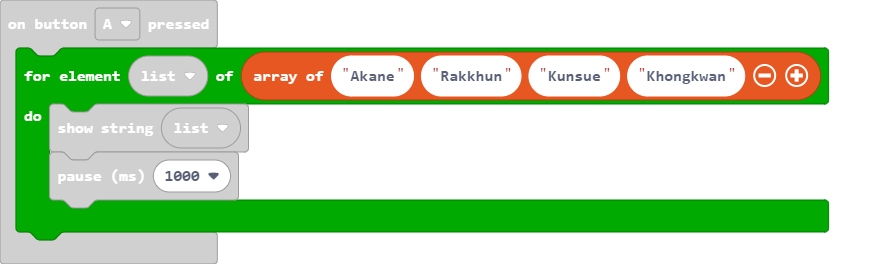 on button A pressed
for element list of array of "Akane" "Rakkhun" "Kunsue" "Khongkwan"
do
show string list
pause (ms) 1000